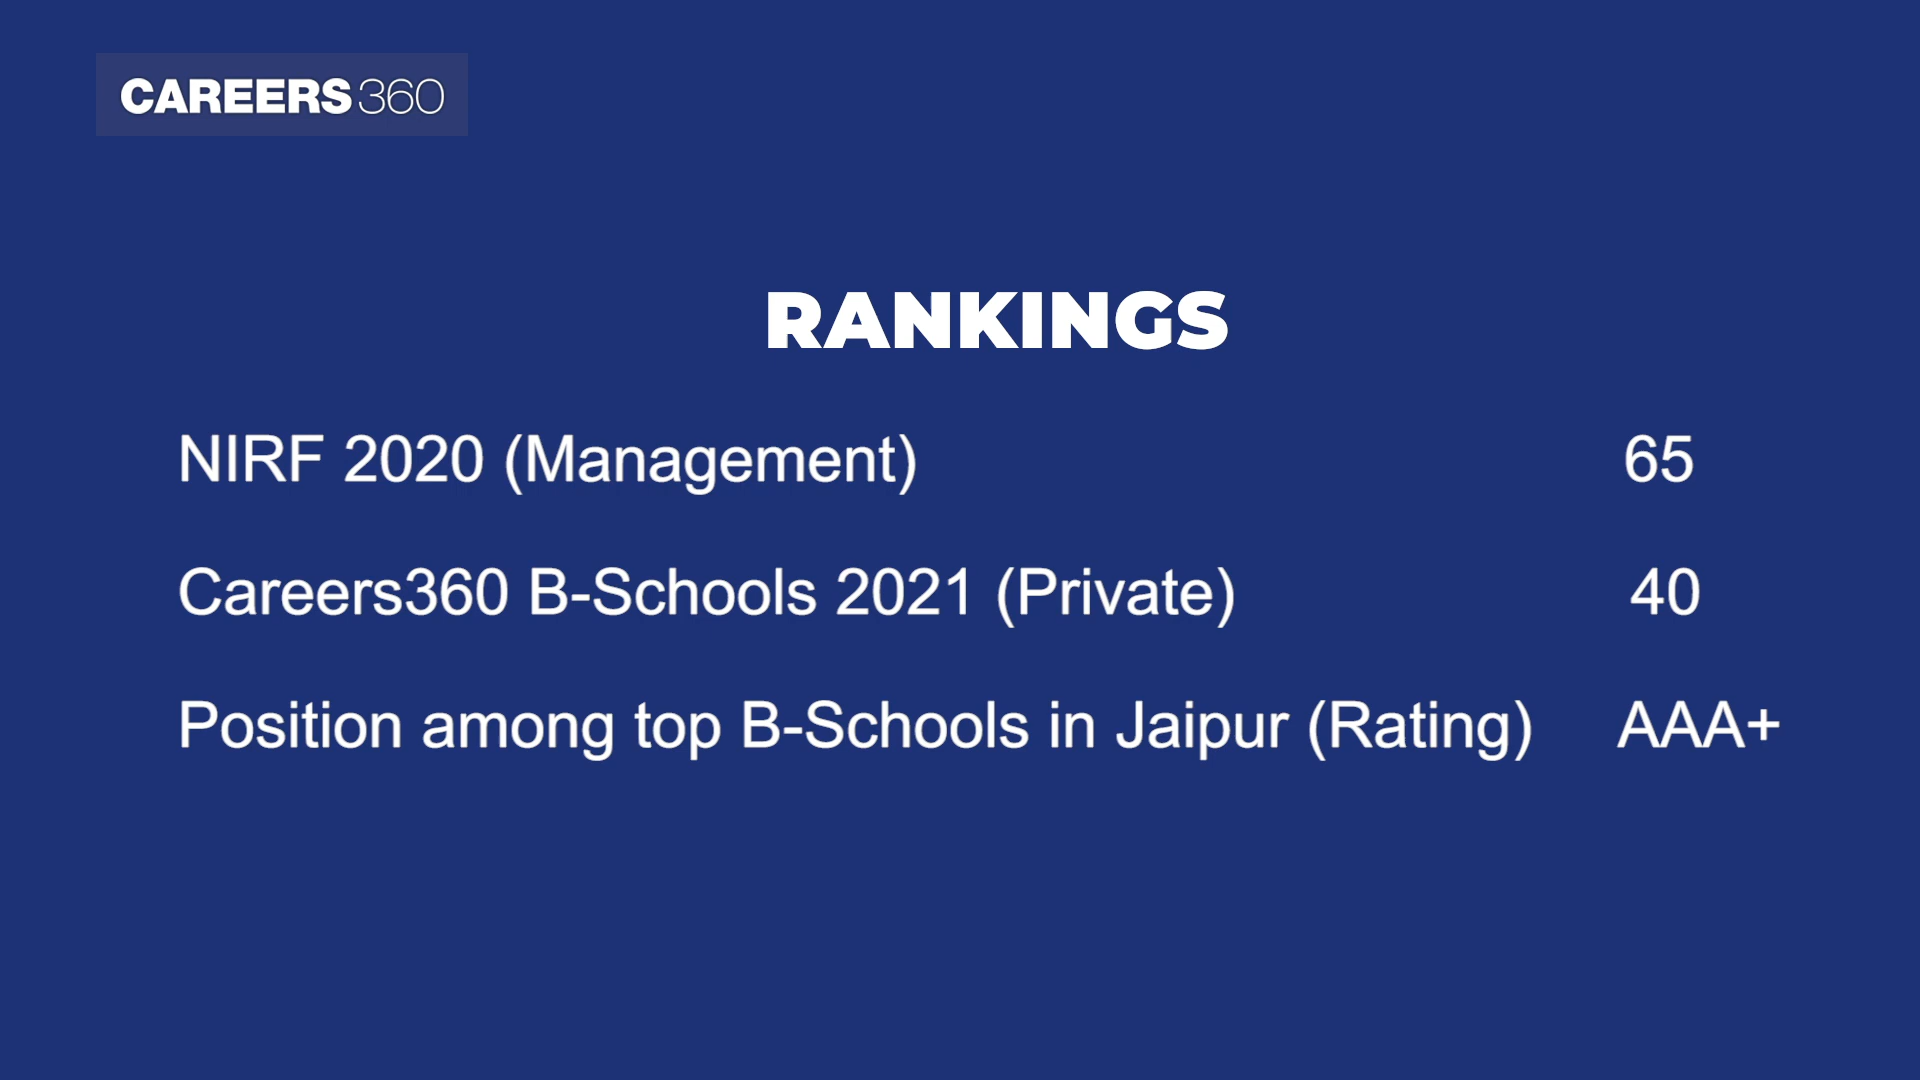 CAREERS360
RANKINGS
NIRF 2020 (Management) 65
Careers360 B-Schools 2021 (Private) 40
Position among top B-Schools in Jaipur (Rating) AAA+